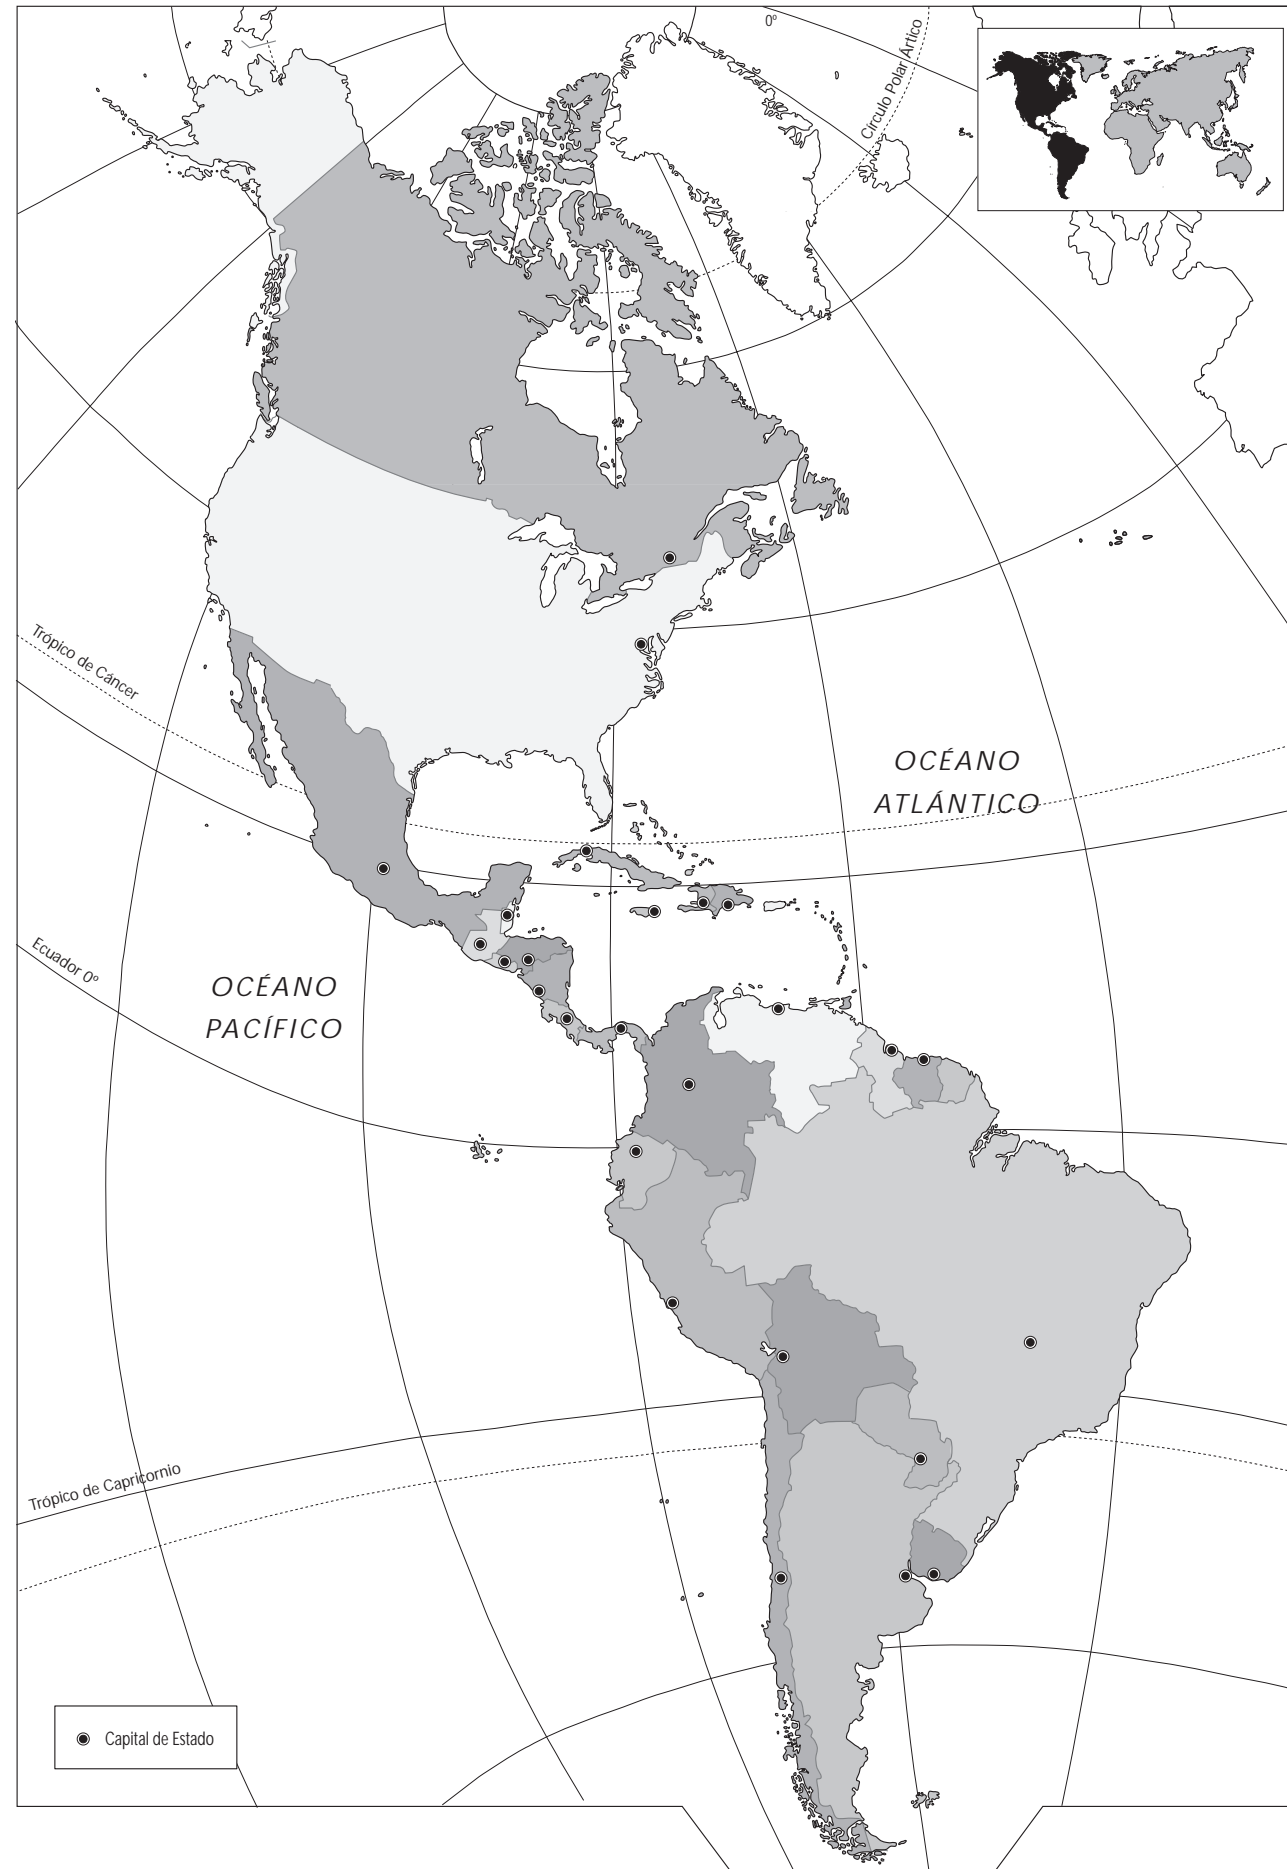 0º
Círculo Polar Ártico
Trópico de Cáncer
OCÉANO
ATLÁNTICO
Ecuador 0º
OCÉANO
PACÍFICO
Trópico de Capricornio
Capital de Estado